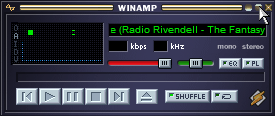 WINAMP
O
A
I
D
V
e (Radio Rivendell - The Fantasy
kbps
kHz
mono stereo
EQ
PL
SHUFFLE